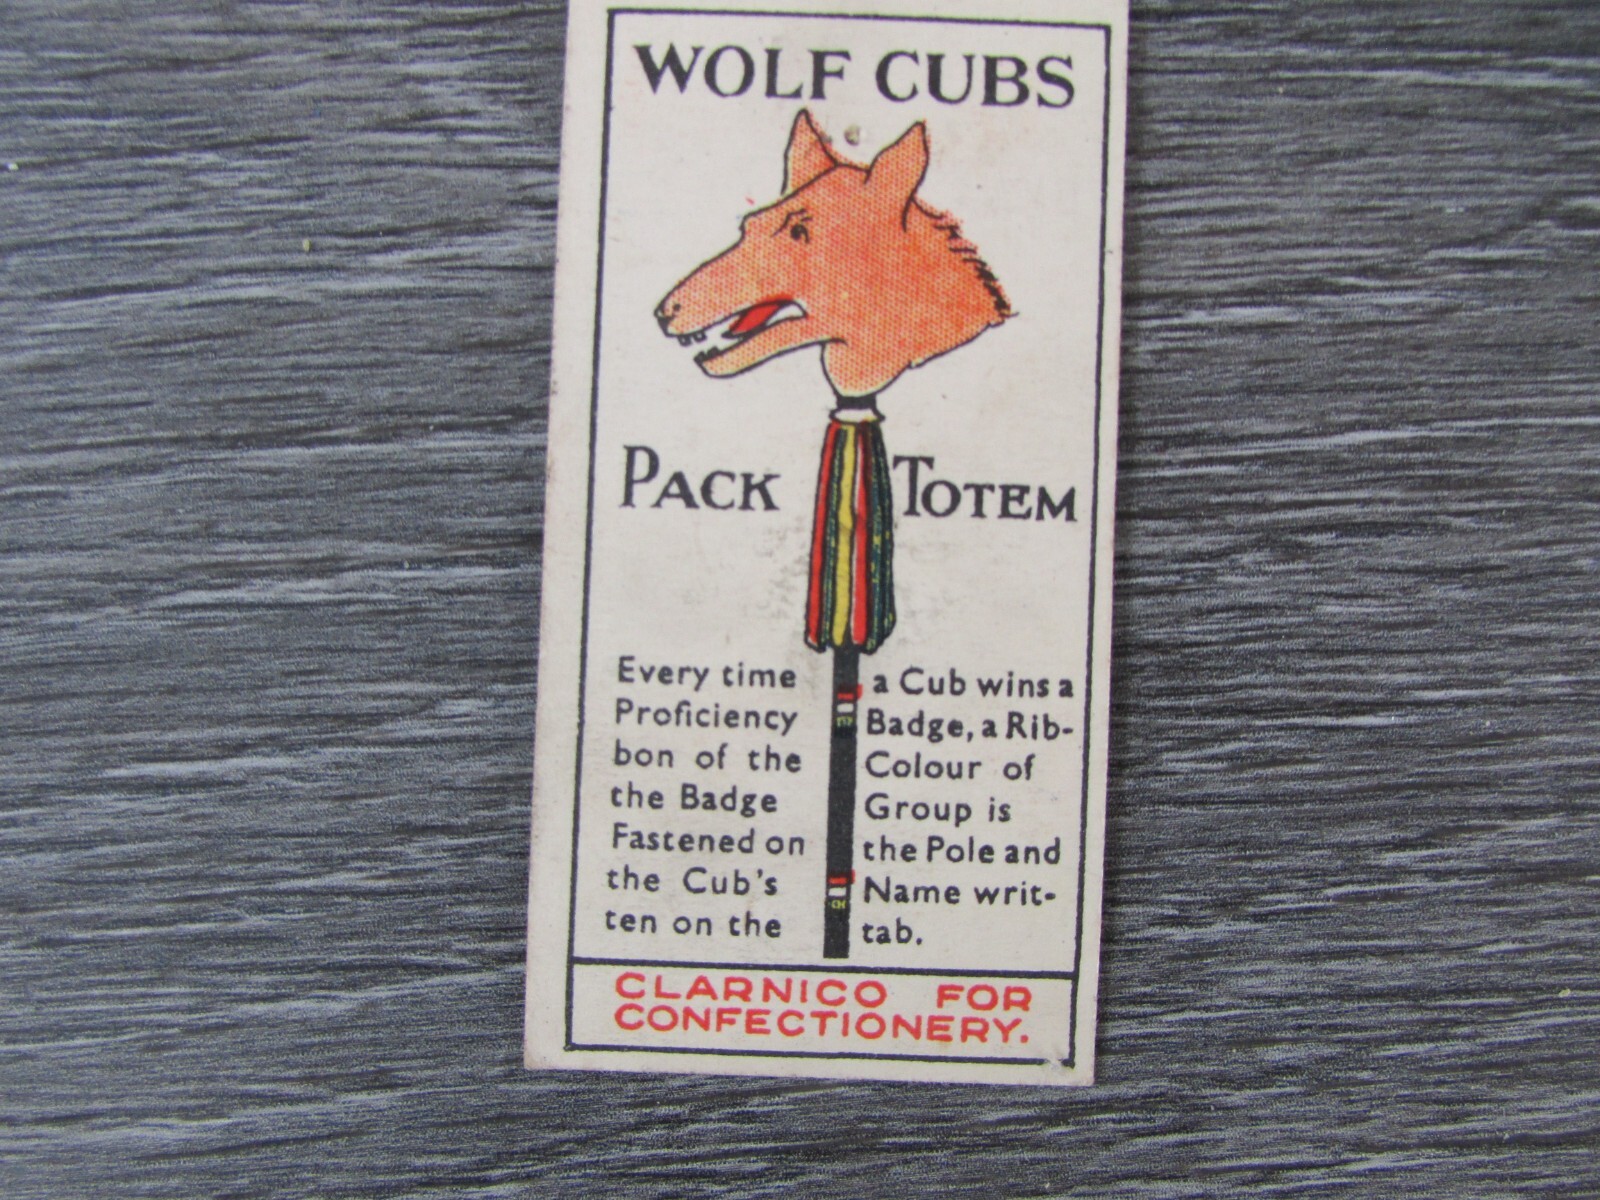 WOLF CUBS
PACK TOTEM
Every time a Cub wins a
Proficiency Badge, a Rib-
bon of the Colour of
the Badge Group is
Fastened on the Pole and
the Cub's Name writ-
ten on the tab.
CLARNICO FOR
CONFECTIONERY.